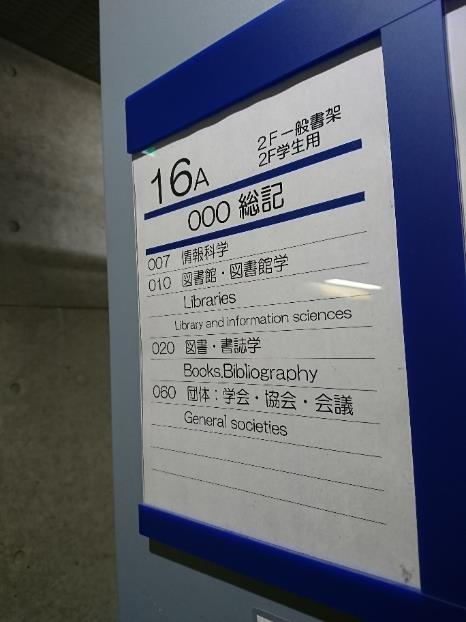 16A
2F一般書架
2F学生用
000 総記
007 情報科学
010 図書館・図書館学
Libraries
Library and information sciences
020 図書・書誌学
Books.Bibliography
060 団体：学会・協会・会議
General societies